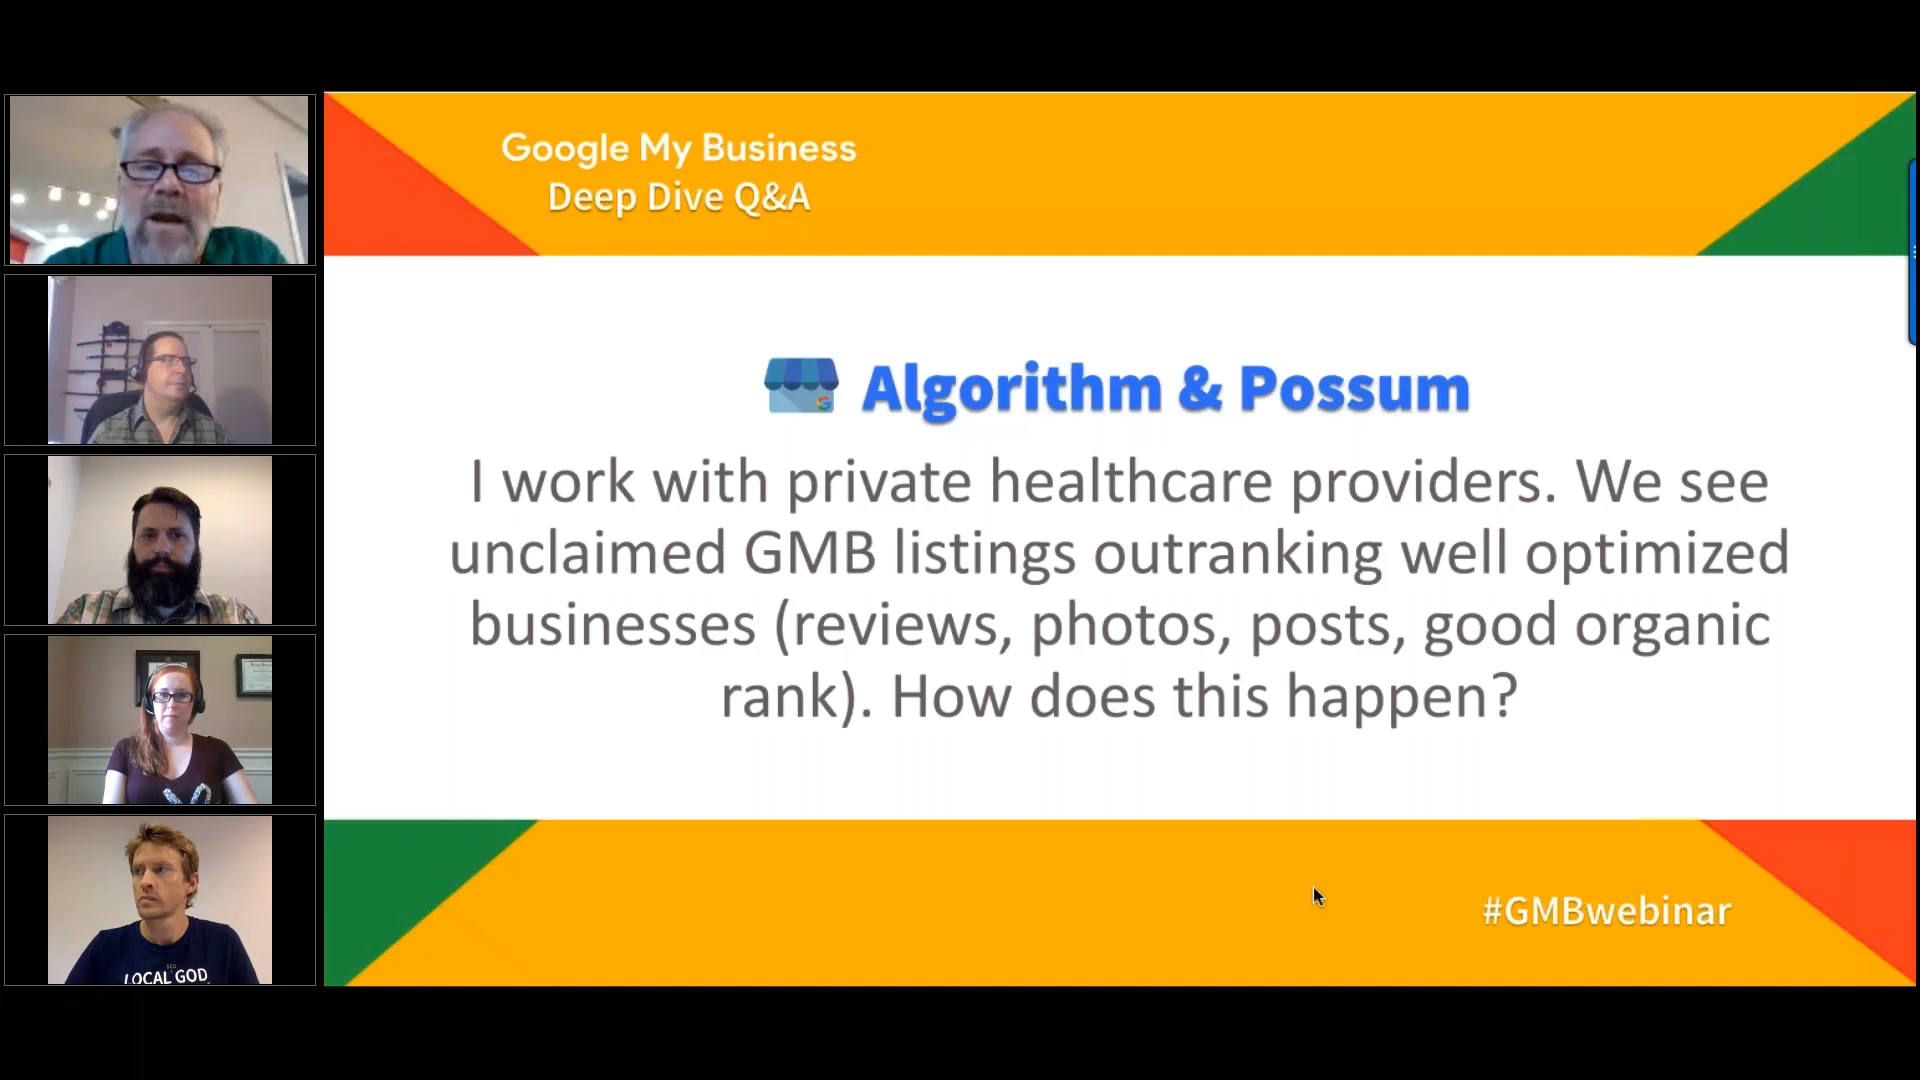 Google My Business
Deep Dive Q&A
Algorithm & Possum
I work with private healthcare providers. We see
unclaimed GMB listings outranking well optimized
businesses (reviews, photos, posts, good organic
rank). How does this happen?
#GMBwebinar
LOCAL GOD